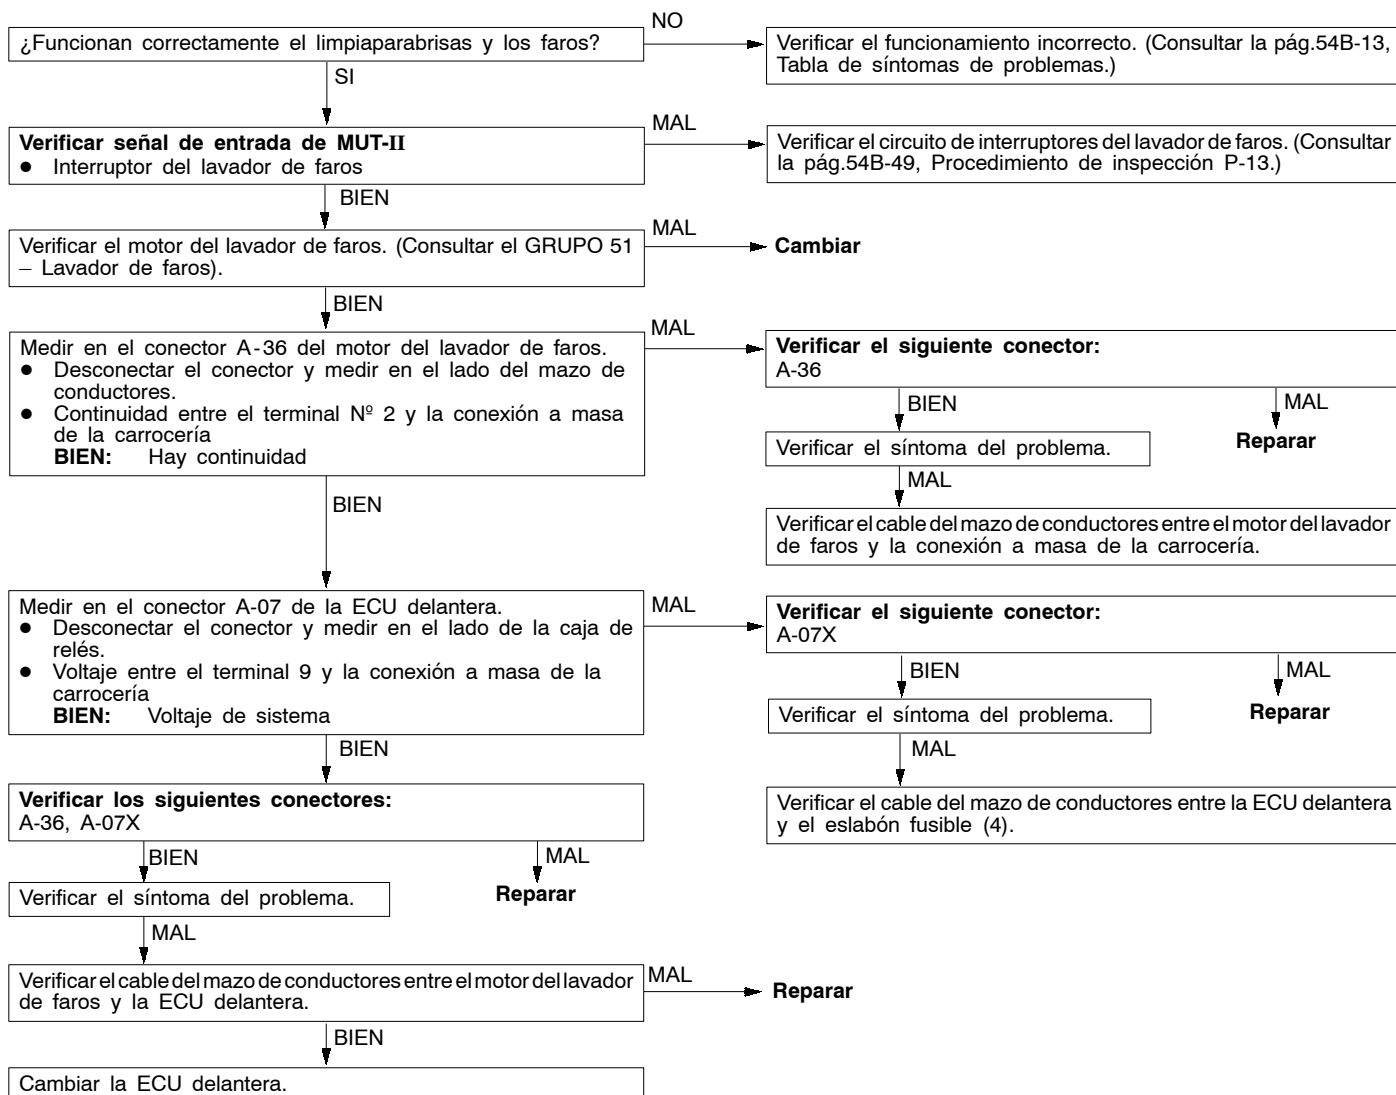 ¿Funcionan correctamente el limpiaparabrisas y los faros?
NO
Verificar el funcionamiento incorrecto. (Consultar la pág.54B-13,
Tabla de síntomas de problemas.)
SI
Verificar señal de entrada de MUT-II
● Interruptor del lavador de faros
MAL
Verificar el circuito de interruptores del lavador de faros. (Consultar
la pág.54B-49, Procedimiento de inspección P-13.)
BIEN
Verificar el motor del lavador de faros. (Consultar el GRUPO 51
– Lavador de faros).
MAL
Cambiar
BIEN
Medir en el conector A-36 del motor del lavador de faros.
● Desconectar el conector y medir en el lado del mazo de
conductores.
● Continuidad entre el terminal Nº 2 y la conexión a masa
de la carrocería
BIEN: Hay continuidad
MAL
Verificar el siguiente conector:
A-36
BIEN
MAL
Verificar el síntoma del problema.
Reparar
MAL
Verificar el cable del mazo de conductores entre el motor del lavador
de faros y la conexión a masa de la carrocería.
BIEN
Medir en el conector A-07 de la ECU delantera.
● Desconectar el conector y medir en el lado de la caja de
relés.
● Voltaje entre el terminal 9 y la conexión a masa de la
carrocería
BIEN: Voltaje de sistema
MAL
Verificar el siguiente conector:
A-07X
BIEN
MAL
Verificar el síntoma del problema.
Reparar
MAL
Verificar el cable del mazo de conductores entre la ECU delantera
y el eslabón fusible (4).
BIEN
Verificar los siguientes conectores:
A-36, A-07X
BIEN
MAL
Verificar el síntoma del problema.
Reparar
MAL
Verificar el cable del mazo de conductores entre el motor del lavador
de faros y la ECU delantera.
MAL
Reparar
BIEN
Cambiar la ECU delantera.